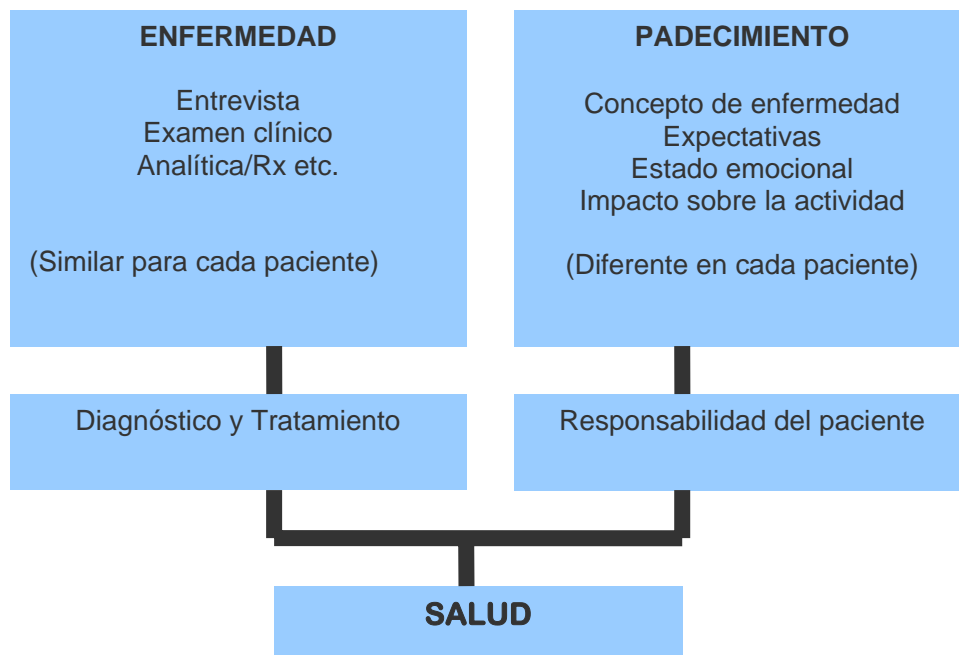 ENFERMEDAD
Entrevista
Examen clínico
Analítica/Rx etc.
(Similar para cada paciente)
PADECIMIENTO
Concepto de enfermedad
Expectativas
Estado emocional
Impacto sobre la actividad
(Diferente en cada paciente)
Diagnóstico y Tratamiento
Responsabilidad del paciente
SALUD